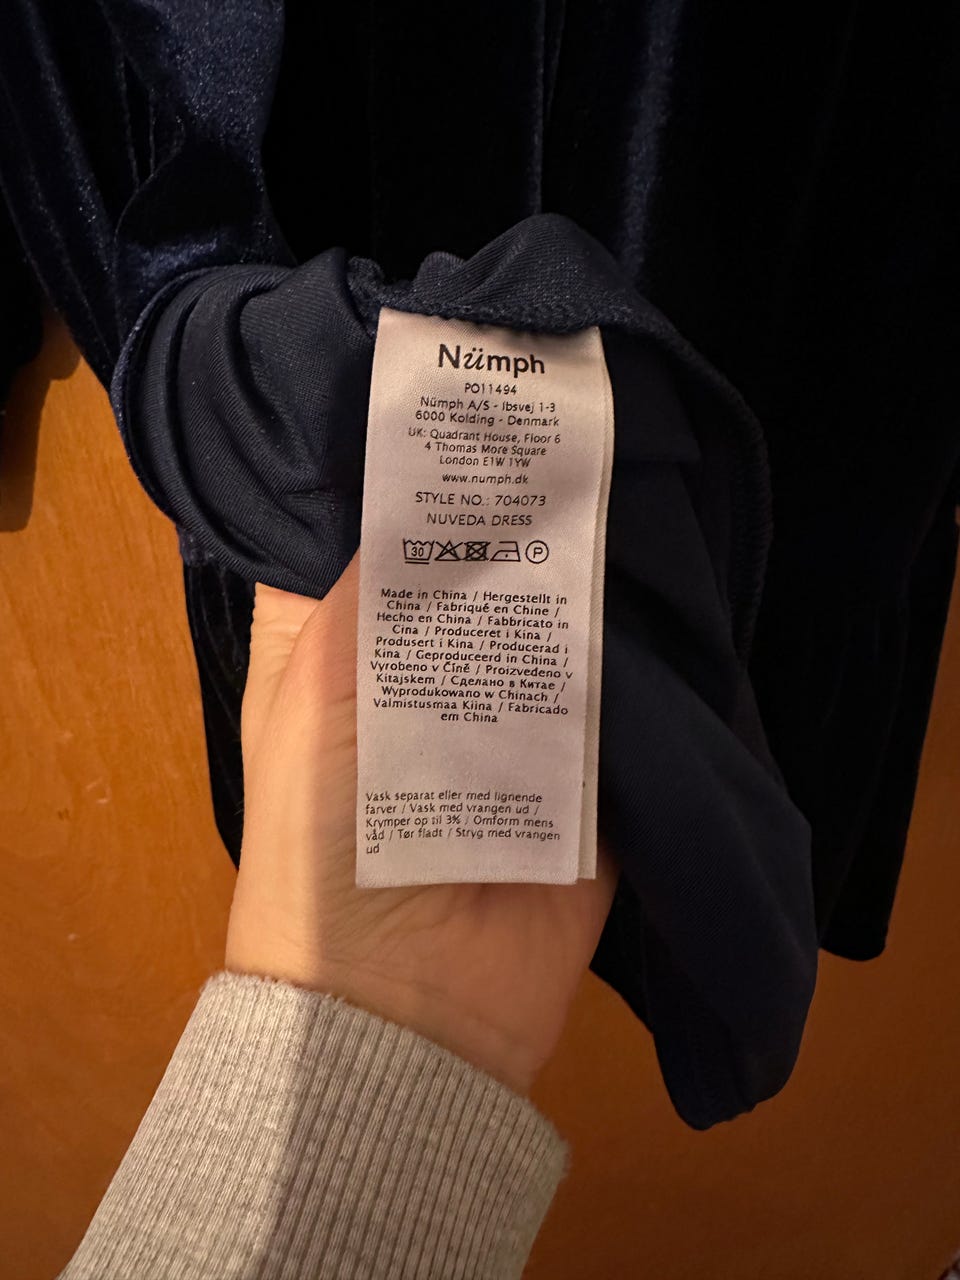 Nümph
PO11494
Nümph A/S - Ibsvej 1-3
6000 Kolding - Denmark
UK: Quadrant House, Floor 6
4 Thomas More Square
London E1W 1YW
www.numph.dk
STYLE NO.: 704073
NUVEDA DRESS
30 P
Made in China / Hergestellt in
China / Fabriqué en Chine /
Hecho en China / Fabbricato in
Cina / Produceret i Kina /
Produsert i Kina / Producerad i
Kina / Geproduceerd in China /
Vyrobeno v Číně / Proizvedeno v
Kitajskem / Сделано в Китае /
Wyprodukowano w Chinach /
Valmistusmaa Kiina / Fabricado
em China
Vask separat eller med lignende
farver / Vask med vrangen ud /
Krymper op til 3% / Omform mens
våd / Tør fladt / Stryg med vrangen
ud